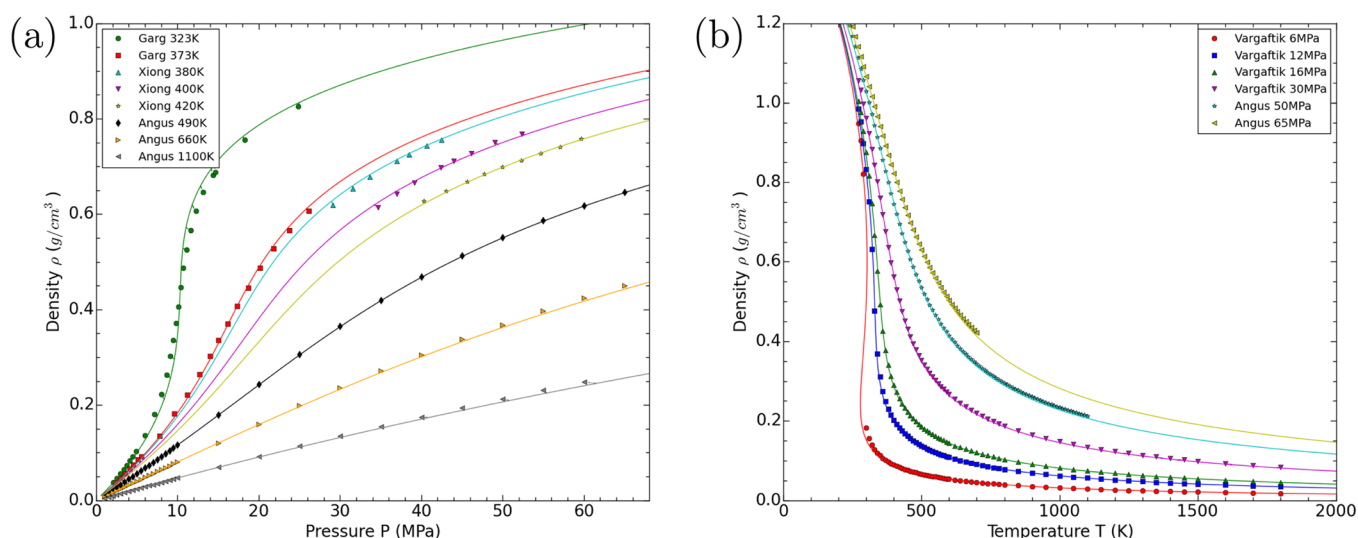 (a)
Garg 323K
Garg 373K
Xiong 380K
Xiong 400K
Xiong 420K
Angus 490K
Angus 660K
Angus 1100K
Density ρ (g/cm³)
1.0
0.8
0.6
0.4
0.2
0.0
0 10 20 30 40 50 60
Pressure P (MPa)
(b)
Vargaftik 6MPa
Vargaftik 12MPa
Vargaftik 16MPa
Vargaftik 30MPa
Angus 50MPa
Angus 65MPa
Density ρ (g/cm³)
1.2
1.0
0.8
0.6
0.4
0.2
0.0
0 500 1000 1500 2000
Temperature T (K)